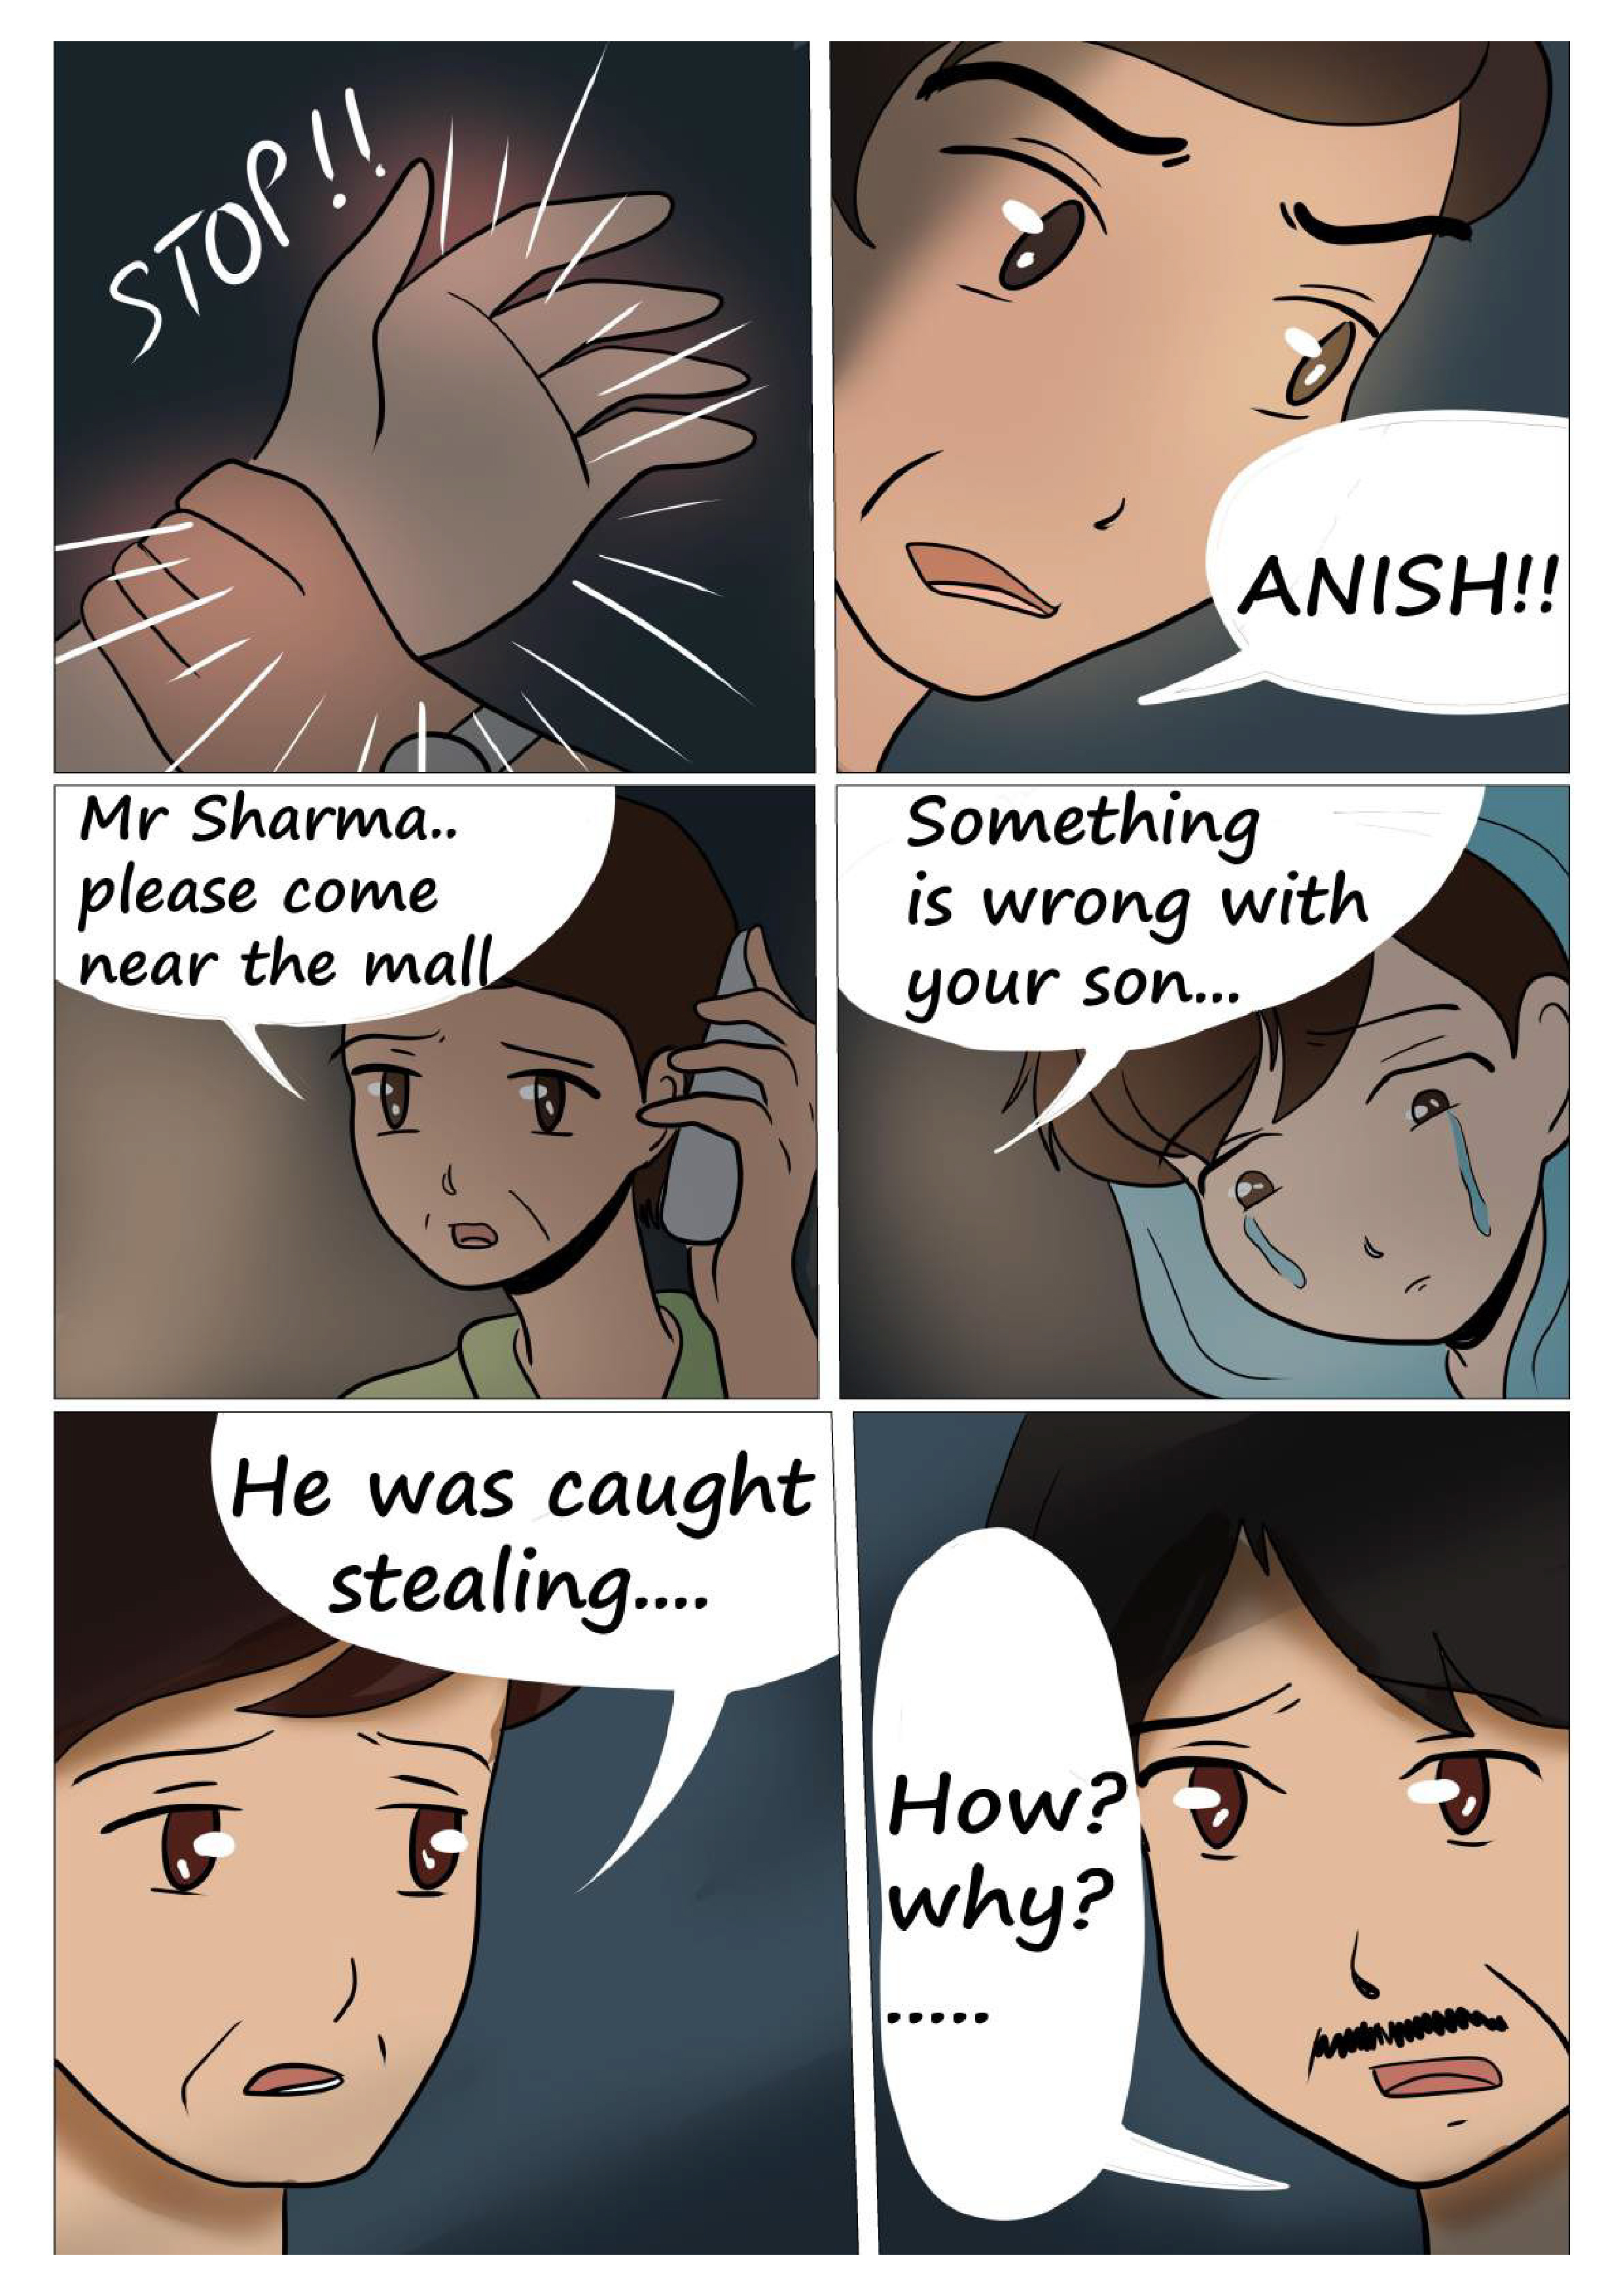 STOP!!
ANISH!!
Mr Sharma..
please come
near the mall
Something
is wrong with
your son...
He was caught
stealing....
How?
why?
.....